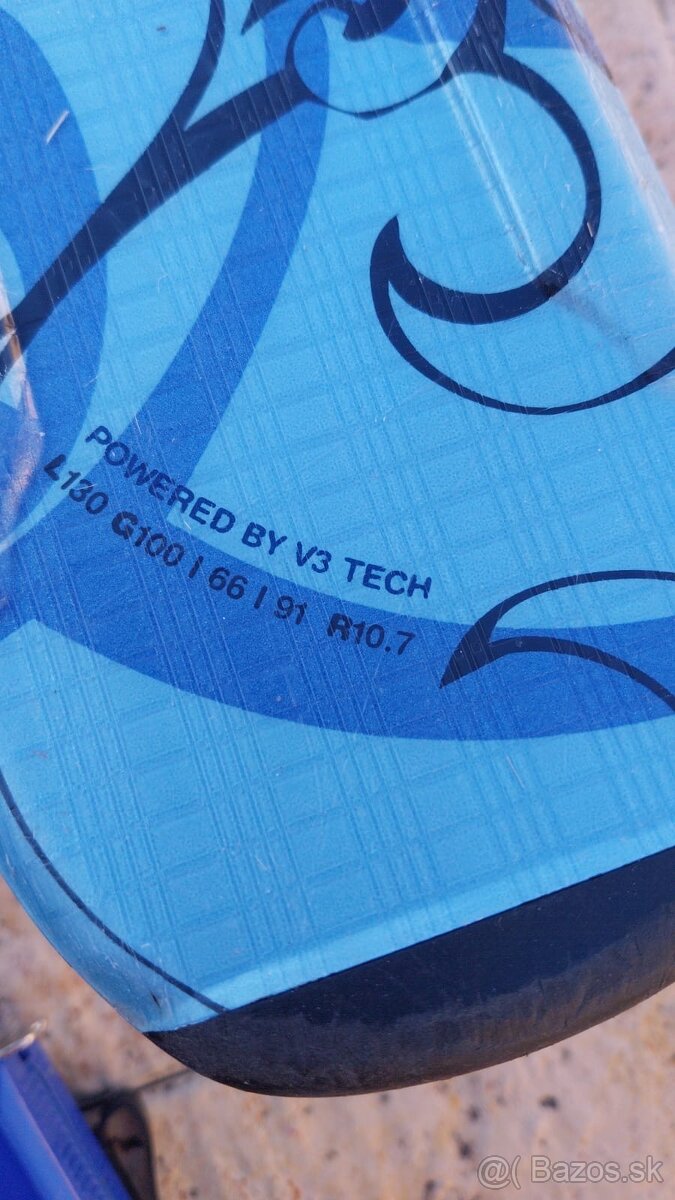 POWERED BY V3 TECH
L130 G100 | 66 | 91 R10.7
@( Bazos.sk